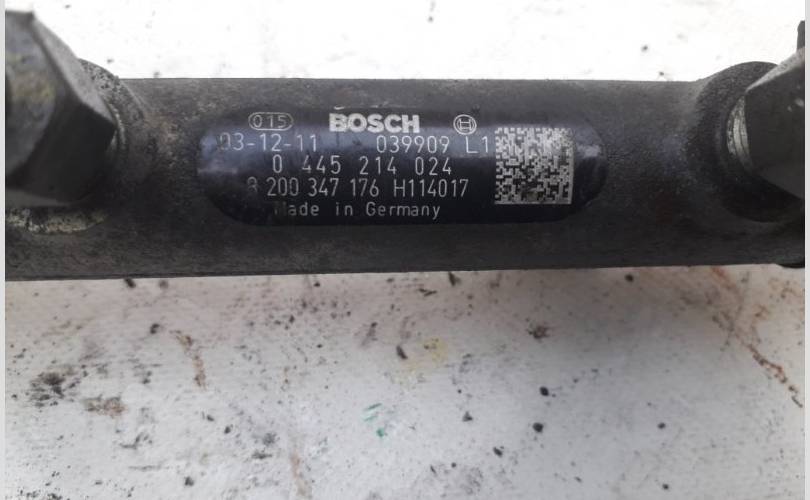 015 BOSCH
03-12-11 039909 L1
0 445 214 024
8 200 347 176 H114017
Made in Germany